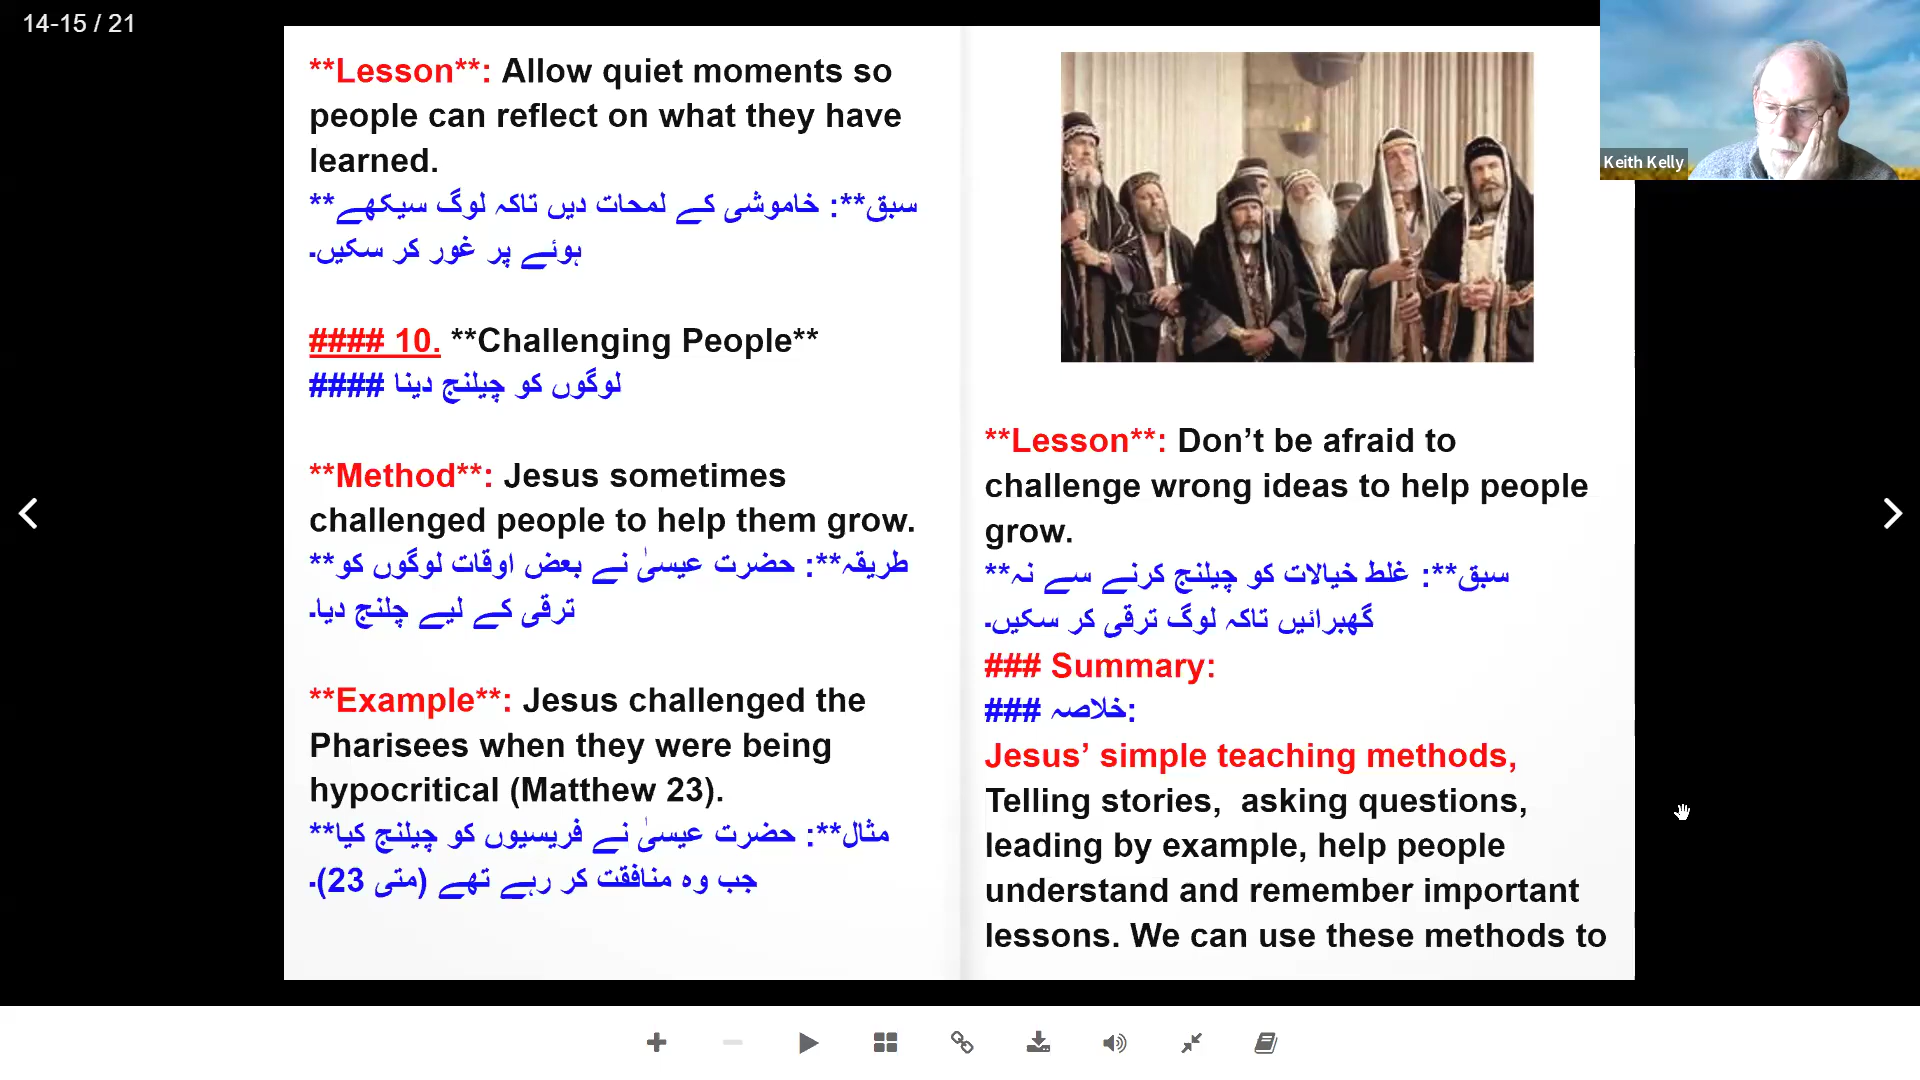 14-15 / 21
**Lesson**: Allow quiet moments so
people can reflect on what they have
learned.
**سبق**: خاموشی کے لمحات دیں تاکہ لوگ سیکھے
ہوئے پر غور کر سکیں۔
#### 10. **Challenging People**
#### لوگوں کو چیلنج دینا
**Method**: Jesus sometimes
challenged people to help them grow.
**طریقہ**: حضرت عیسیٰ نے بعض اوقات لوگوں کو
ترقی کے لیے چلنج دیا۔
**Example**: Jesus challenged the
Pharisees when they were being
hypocritical (Matthew 23).
**مثال**: حضرت عیسیٰ نے فریسیوں کو چیلنج کیا
جب وہ منافقت کر رہے تھے (متی 23)۔
**Lesson**: Don’t be afraid to
challenge wrong ideas to help people
grow.
**سبق**: غلط خیالات کو چیلنج کرنے سے نہ
گھبرائیں تاکہ لوگ ترقی کر سکیں۔
### Summary:
### خلاصہ:
Jesus’ simple teaching methods,
Telling stories,  asking questions,
leading by example, help people
understand and remember important
lessons. We can use these methods to
Keith Kelly